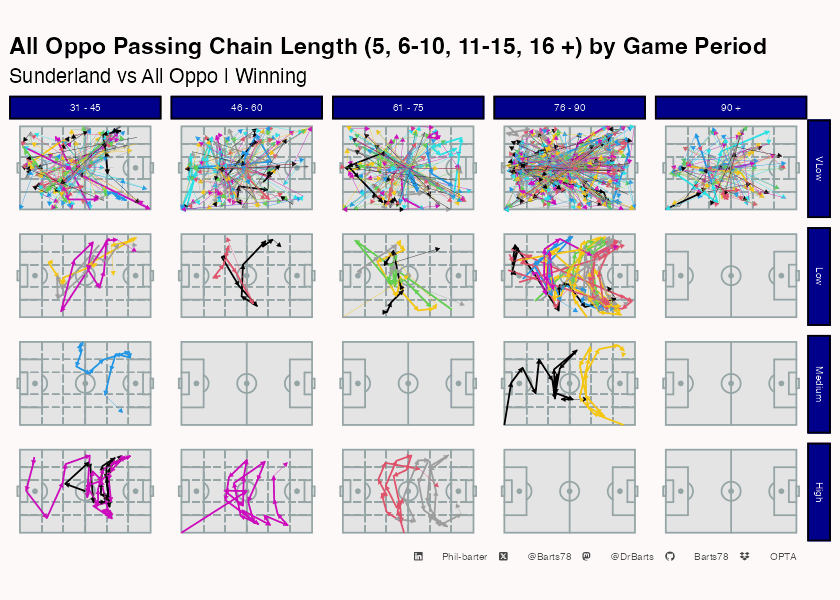 All Oppo Passing Chain Length (5, 6-10, 11-15, 16 +) by Game Period
Sunderland vs All Oppo I Winning
31 - 45 46 - 60 61 - 75 76 - 90 90 +
V.Low
Low
Medium
High
Phil-barter @Barts78 @DrBarts Barts78 OPTA